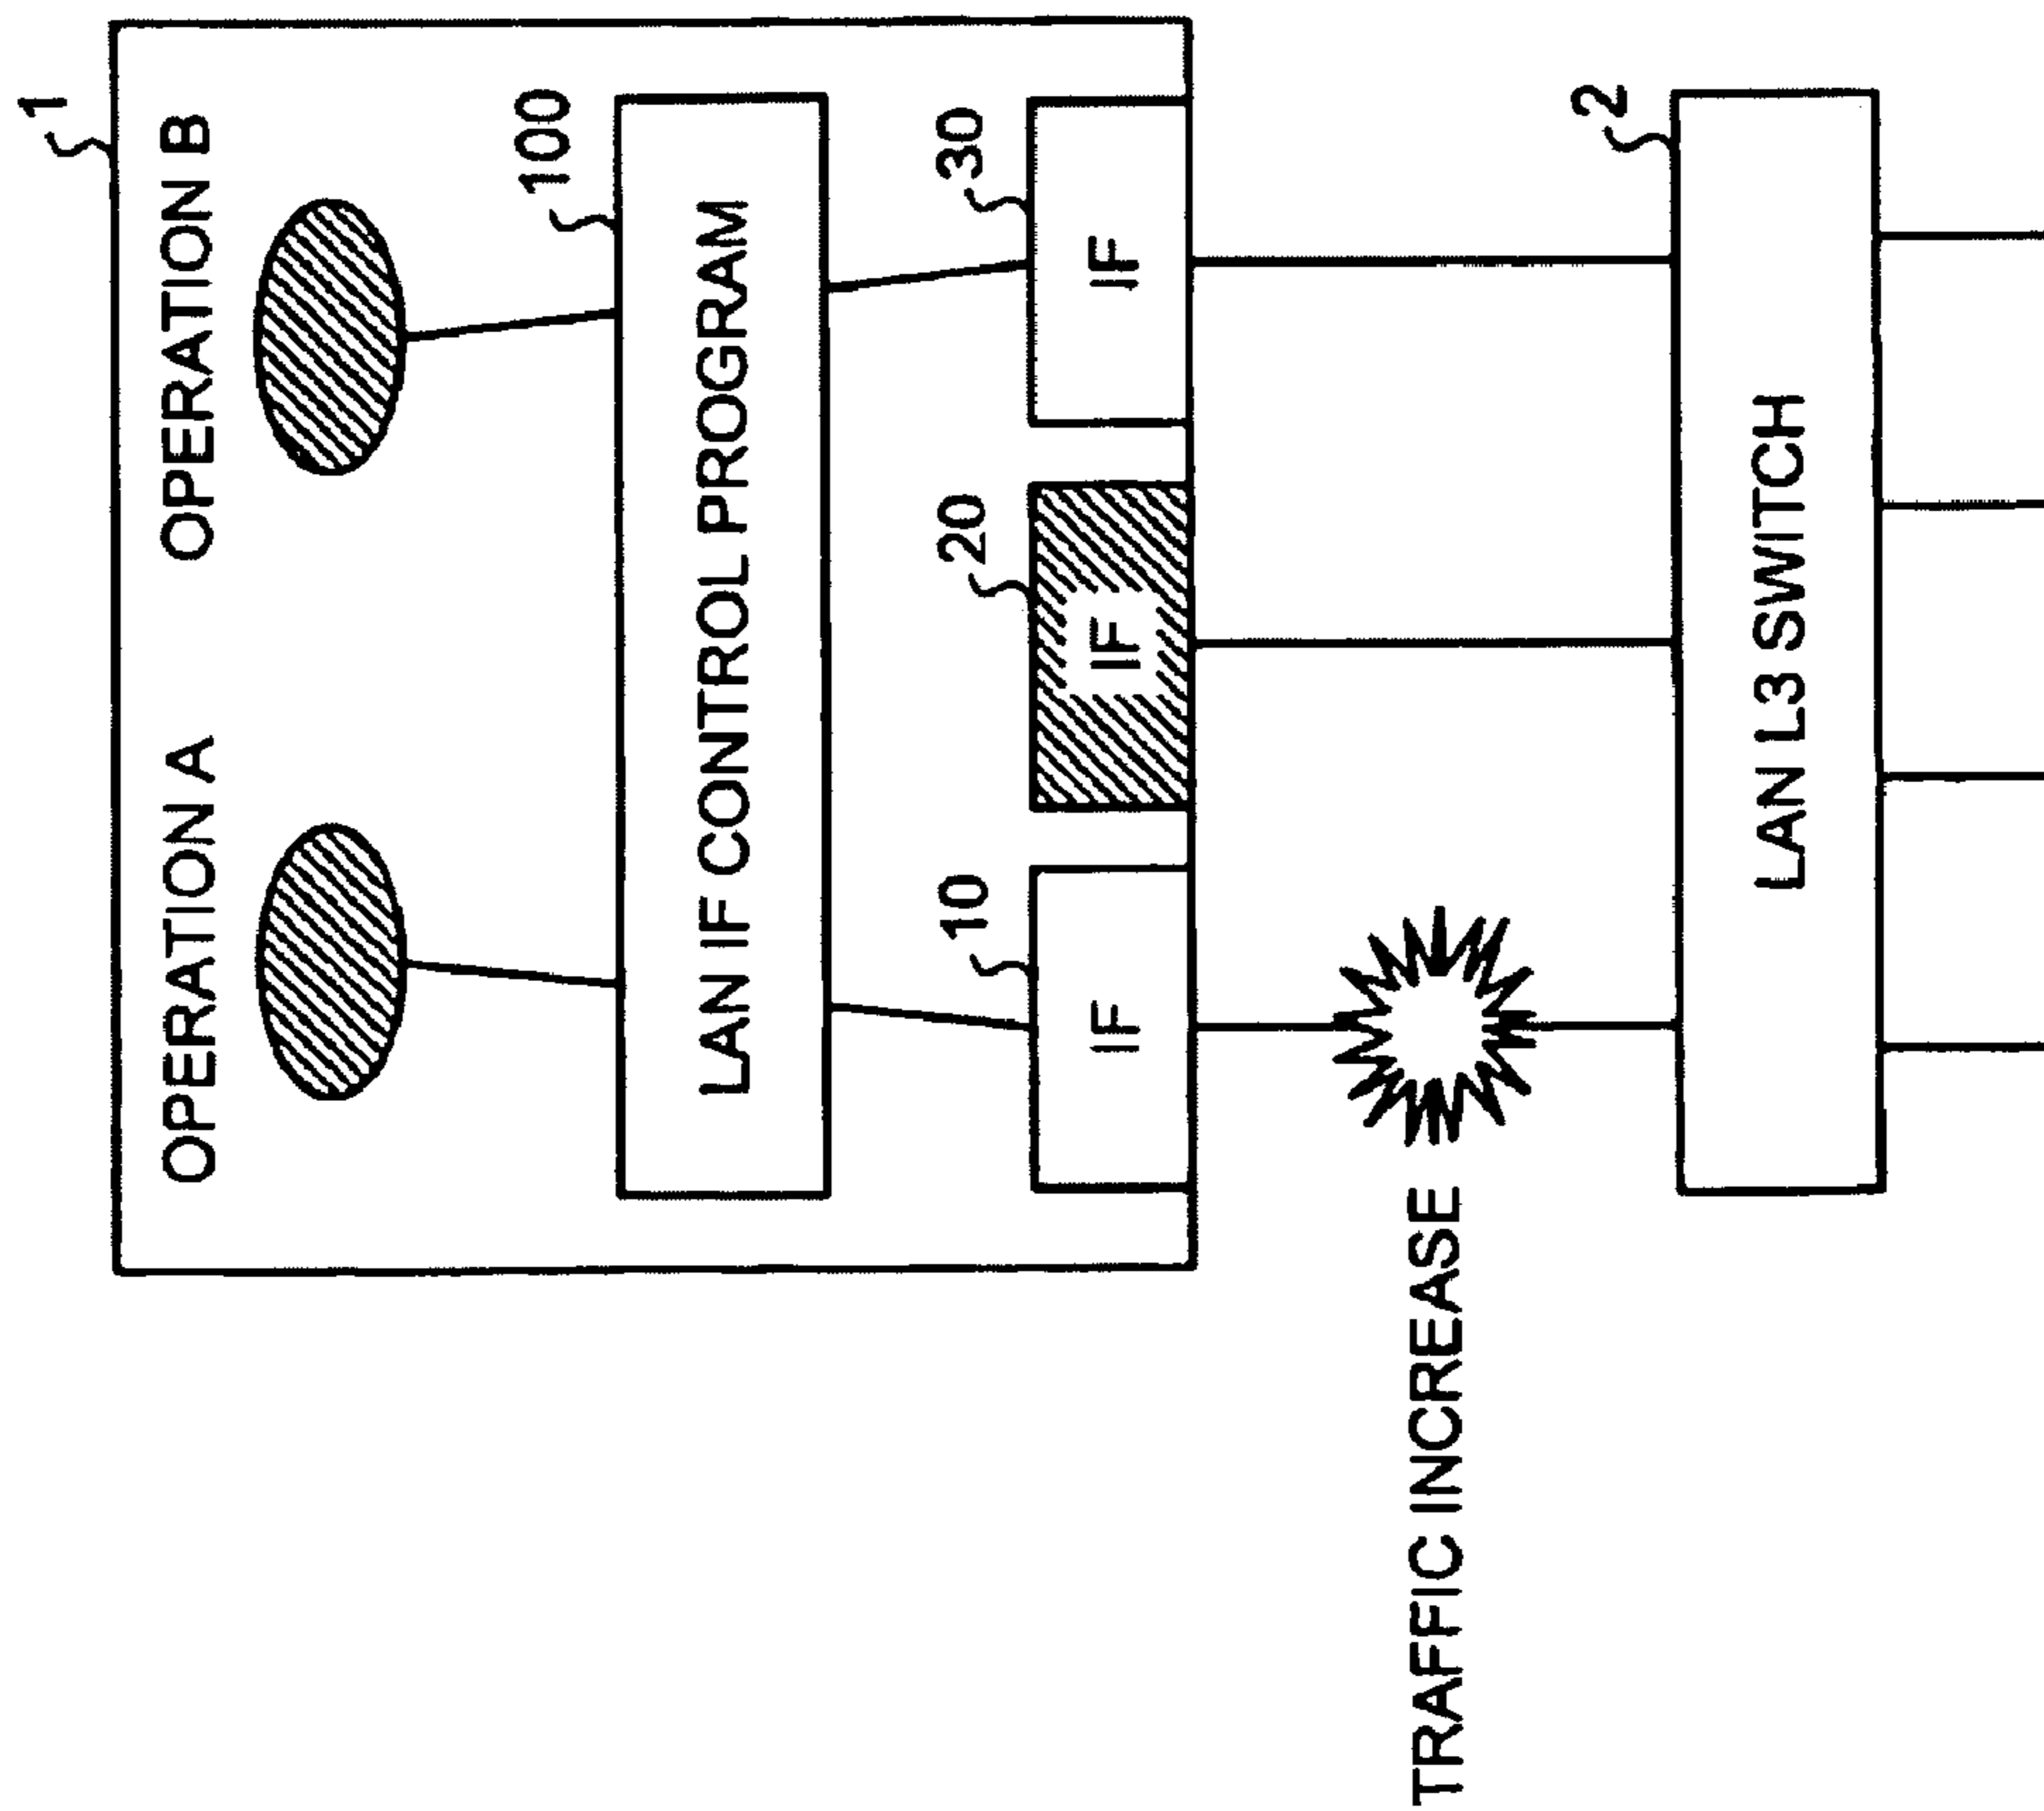 1
OPERATION A
OPERATION B
100
LAN IF CONTROL PROGRAM
10
20
30
IF
IF
IF
TRAFFIC INCREASE
2
LAN L3 SWITCH